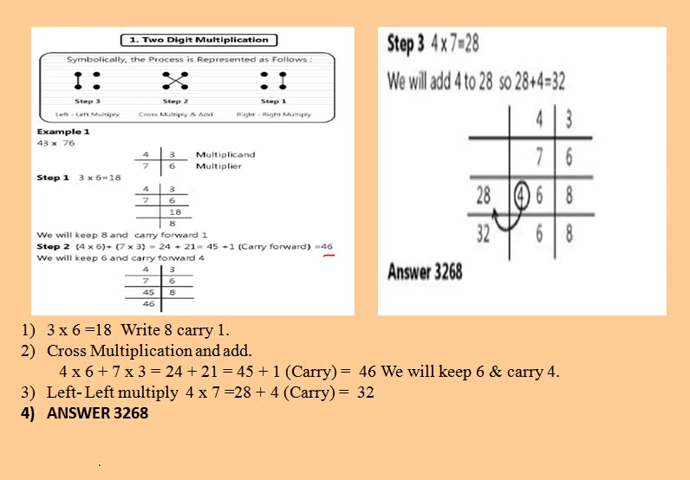 1. Two Digit Multiplication
Symbolically, the Process is Represented as Follows :
Step 3 Step 2 Step 1
Left - Left Multiply Cross Multiply & Add Right - Right Multiply
Example 1
43 x 76
4 3 Multiplicand
7 6 Multiplier
Step 1 3 x 6=18
4 3
7 6
18
8
We will keep 8 and carry forward 1
Step 2 (4 x 6)+ (7 x 3) = 24 + 21= 45 +1 (Carry forward) =46
We will keep 6 and carry forward 4
4 3
7 6
45 8
46
Step 3 4x7=28
We will add 4 to 28 so 28+4=32
4 3
7 6
28 4 6 8
32 6 8
Answer 3268
1) 3 x 6 =18 Write 8 carry 1.
2) Cross Multiplication and add.
4 x 6 + 7 x 3 = 24 + 21 = 45 + 1 (Carry) = 46 We will keep 6 & carry 4.
3) Left- Left multiply 4 x 7 =28 + 4 (Carry) = 32
4) ANSWER 3268